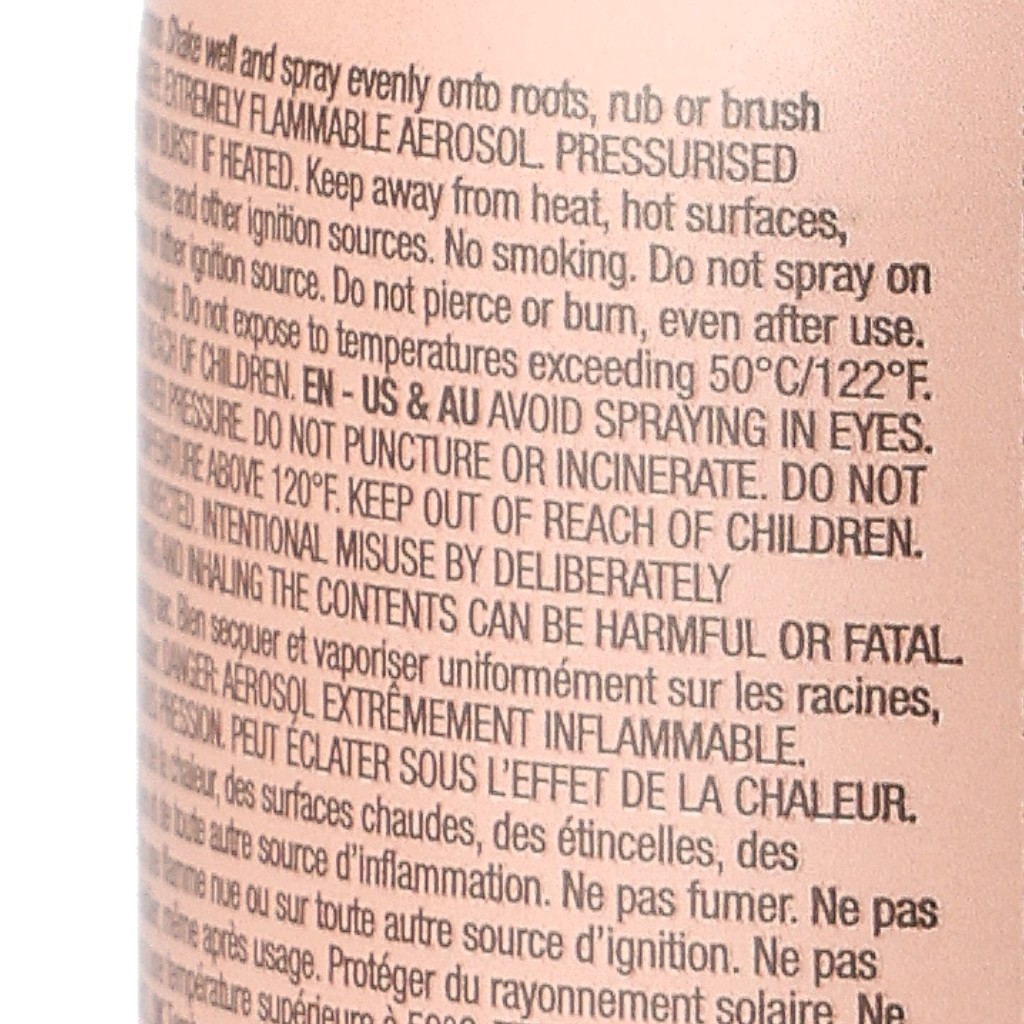 Shake well and spray evenly onto roots, rub or brush
EXTREMELY FLAMMABLE AEROSOL. PRESSURISED
BURST IF HEATED. Keep away from heat, hot surfaces,
and other ignition sources. No smoking. Do not spray on
other ignition source. Do not pierce or burn, even after use.
Do not expose to temperatures exceeding 50°C/122°F.
OF CHILDREN. EN - US & AU AVOID SPRAYING IN EYES.
PRESSURE. DO NOT PUNCTURE OR INCINERATE. DO NOT
ABOVE 120°F. KEEP OUT OF REACH OF CHILDREN.
INTENTIONAL MISUSE BY DELIBERATELY
AND INHALING THE CONTENTS CAN BE HARMFUL OR FATAL.
Bien secouer et vaporiser uniformément sur les racines,
DANGER: AÉROSOL EXTRÊMEMENT INFLAMMABLE.
PRESSION. PEUT ÉCLATER SOUS L'EFFET DE LA CHALEUR.
chaleur, des surfaces chaudes, des étincelles, des
de toute autre source d'inflammation. Ne pas fumer. Ne pas
flamme nue ou sur toute autre source d'ignition. Ne pas
même après usage. Protéger du rayonnement solaire. Ne
température supérieure à